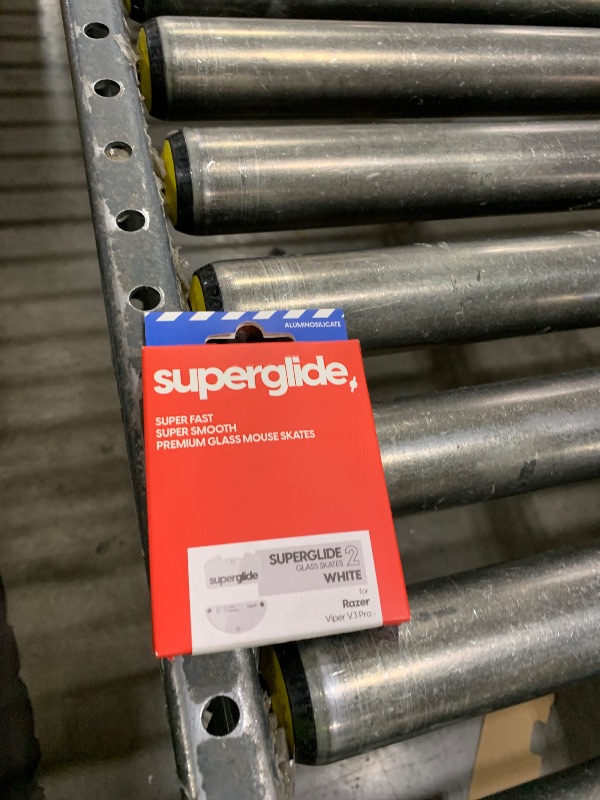 ALUMINOSILICATE
superglide
SUPER FAST
SUPER SMOOTH
PREMIUM GLASS MOUSE SKATES
superglide
SUPERGLIDE 2
GLASS SKATES
WHITE
for
Razer
Viper V3 Pro